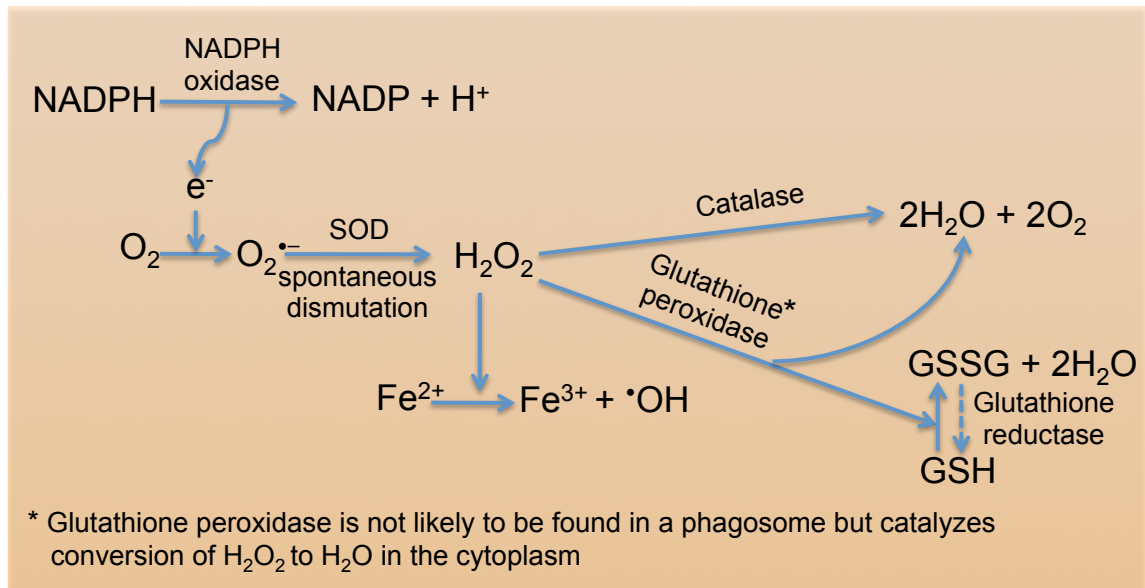 NADPH
oxidase
NADPH
NADP + H⁺
e⁻
O₂
O₂•–
SOD
spontaneous
dismutation
H₂O₂
Catalase
2H₂O + 2O₂
Glutathione*
peroxidase
Fe²⁺
Fe³⁺ + •OH
GSSG + 2H₂O
Glutathione
reductase
GSH
* Glutathione peroxidase is not likely to be found in a phagosome but catalyzes
conversion of H₂O₂ to H₂O in the cytoplasm